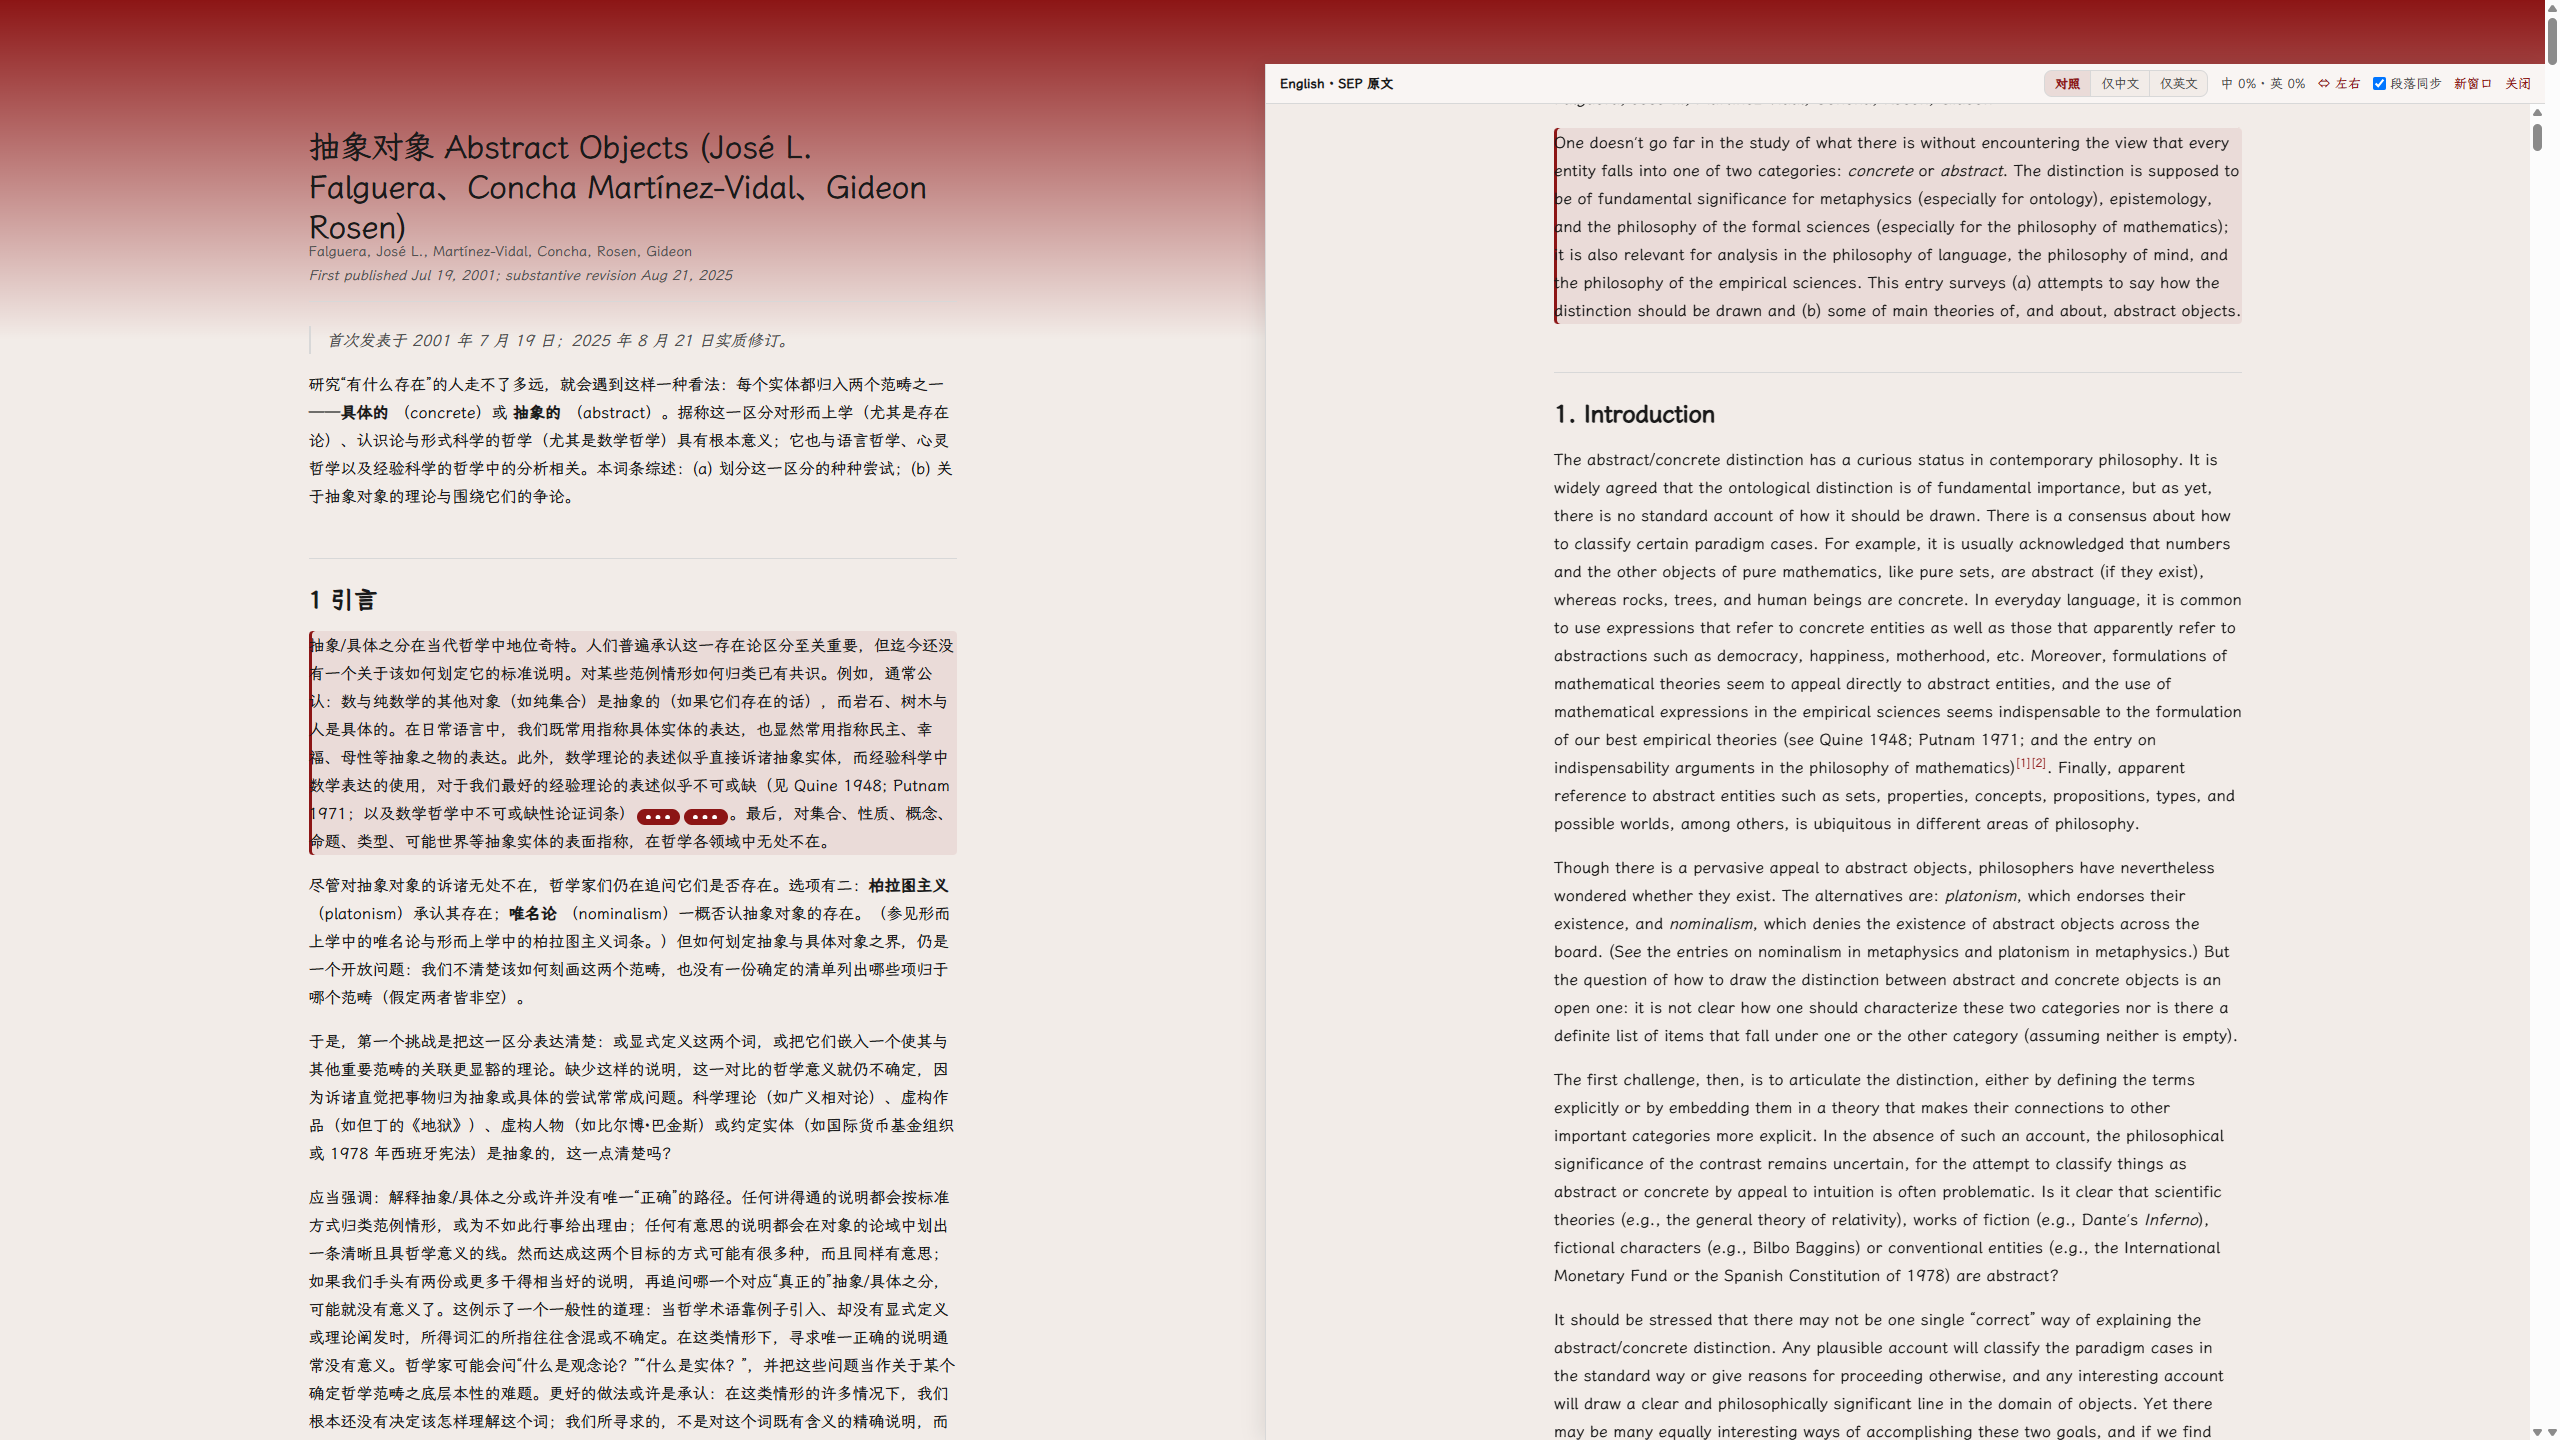 抽象对象 Abstract Objects (José L.
Falguera、Concha Martínez-Vidal、Gideon
Rosen)
Falguera, José L., Martínez-Vidal, Concha, Rosen, Gideon
First published Jul 19, 2001; substantive revision Aug 21, 2025
首次发表于 2001 年 7 月 19 日；2025 年 8 月 21 日实质修订。
研究“有什么存在”的人走不了多远，就会遇到这样一种看法：每个实体都归入两个范畴之一
——具体的 （concrete）或 抽象的 （abstract）。据称这一区分对形而上学（尤其是存在
论）、认识论与形式科学的哲学（尤其是数学哲学）具有根本意义；它也与语言哲学、心灵
哲学以及经验科学的哲学中的分析相关。本词条综述：(a) 划分这一区分的种种尝试；(b) 关
于抽象对象的理论与围绕它们的争论。
1 引言
抽象/具体之分在当代哲学中地位奇特。人们普遍承认这一存在论区分至关重要，但迄今还没
有一个关于该如何划定它的标准说明。对某些范例情形如何归类已有共识。例如，通常公
认：数与纯数学的其他对象（如纯集合）是抽象的（如果它们存在的话），而岩石、树木与
人是具体的。在日常语言中，我们既常用指称具体实体的表达，也显然常用指称民主、幸
福、母性等抽象之物的表达。此外，数学理论的表述似乎直接诉诸抽象实体，而经验科学中
数学表达的使用，对于我们最好的经验理论的表述似乎不可或缺（见 Quine 1948; Putnam
1971；以及数学哲学中不可或缺性论证词条）。最后，对集合、性质、概念、
命题、类型、可能世界等抽象实体的表面指称，在哲学各领域中无处不在。
尽管对抽象对象的诉诸无处不在，哲学家们仍在追问它们是否存在。选项有二：柏拉图主义
（platonism）承认其存在；唯名论 （nominalism）一概否认抽象对象的存在。（参见形而
上学中的唯名论与形而上学中的柏拉图主义词条。）但如何划定抽象与具体对象之界，仍是
一个开放问题：我们不清楚该如何刻画这两个范畴，也没有一份确定的清单列出哪些项归于
哪个范畴（假定两者皆非空）。
于是，第一个挑战是把这一区分表达清楚：或显式定义这两个词，或把它们嵌入一个使其与
其他重要范畴的关联更显豁的理论。缺少这样的说明，这一对比的哲学意义就仍不确定，因
为诉诸直觉把事物归为抽象或具体的尝试常常成问题。科学理论（如广义相对论）、虚构作
品（如但丁的《地狱》）、虚构人物（如比尔博·巴金斯）或约定实体（如国际货币基金组织
或 1978 年西班牙宪法）是抽象的，这一点清楚吗？
应当强调：解释抽象/具体之分或许并没有唯一“正确”的路径。任何讲得通的说明都会按标准
方式归类范例情形，或为不如此行事给出理由；任何有意思的说明都会在对象的论域中划出
一条清晰且具哲学意义的线。然而达成这两个目标的方式可能有很多种，而且同样有意思；
如果我们手头有两份或更多干得相当好的说明，再追问哪一个对应“真正的”抽象/具体之分，
可能就没有意义了。这例示了一个一般性的道理：当哲学术语靠例子引入、却没有显式定义
或理论阐发时，所得词汇的所指往往含混或不确定。在这类情形下，寻求唯一正确的说明通
常没有意义。哲学家可能会问“什么是观念论？”“什么是实体？”，并把这些问题当作关于某个
确定哲学范畴之底层本性的难题。更好的做法或许是承认：在这类情形的许多情况下，我们
根本还没有决定该怎样理解这个词；我们所寻求的，不是对这个词既有含义的精确说明，而
English · SEP 原文
对照 仅中文 仅英文 中 0% · 英 0% ⇔ 左右 段落同步 新窗口 关闭
One doesn't go far in the study of what there is without encountering the view that every
entity falls into one of two categories: concrete or abstract. The distinction is supposed to
be of fundamental significance for metaphysics (especially for ontology), epistemology,
and the philosophy of the formal sciences (especially for the philosophy of mathematics);
it is also relevant for analysis in the philosophy of language, the philosophy of mind, and
the philosophy of the empirical sciences. This entry surveys (a) attempts to say how the
distinction should be drawn and (b) some of main theories of, and about, abstract objects.
1. Introduction
The abstract/concrete distinction has a curious status in contemporary philosophy. It is
widely agreed that the ontological distinction is of fundamental importance, but as yet,
there is no standard account of how it should be drawn. There is a consensus about how
to classify certain paradigm cases. For example, it is usually acknowledged that numbers
and the other objects of pure mathematics, like pure sets, are abstract (if they exist),
whereas rocks, trees, and human beings are concrete. In everyday language, it is common
to use expressions that refer to concrete entities as well as those that apparently refer to
abstractions such as democracy, happiness, motherhood, etc. Moreover, formulations of
mathematical theories seem to appeal directly to abstract entities, and the use of
mathematical expressions in the empirical sciences seems indispensable to the formulation
of our best empirical theories (see Quine 1948; Putnam 1971; and the entry on
indispensability arguments in the philosophy of mathematics)[1][2]. Finally, apparent
reference to abstract entities such as sets, properties, concepts, propositions, types, and
possible worlds, among others, is ubiquitous in different areas of philosophy.
Though there is a pervasive appeal to abstract objects, philosophers have nevertheless
wondered whether they exist. The alternatives are: platonism, which endorses their
existence, and nominalism, which denies the existence of abstract objects across the
board. (See the entries on nominalism in metaphysics and platonism in metaphysics.) But
the question of how to draw the distinction between abstract and concrete objects is an
open one: it is not clear how one should characterize these two categories nor is there a
definite list of items that fall under one or the other category (assuming neither is empty).
The first challenge, then, is to articulate the distinction, either by defining the terms
explicitly or by embedding them in a theory that makes their connections to other
important categories more explicit. In the absence of such an account, the philosophical
significance of the contrast remains uncertain, for the attempt to classify things as
abstract or concrete by appeal to intuition is often problematic. Is it clear that scientific
theories (e.g., the general theory of relativity), works of fiction (e.g., Dante's Inferno),
fictional characters (e.g., Bilbo Baggins) or conventional entities (e.g., the International
Monetary Fund or the Spanish Constitution of 1978) are abstract?
It should be stressed that there may not be one single “correct” way of explaining the
abstract/concrete distinction. Any plausible account will classify the paradigm cases in
the standard way or give reasons for proceeding otherwise, and any interesting account
will draw a clear and philosophically significant line in the domain of objects. Yet there
may be many equally interesting ways of accomplishing these two goals, and if we find